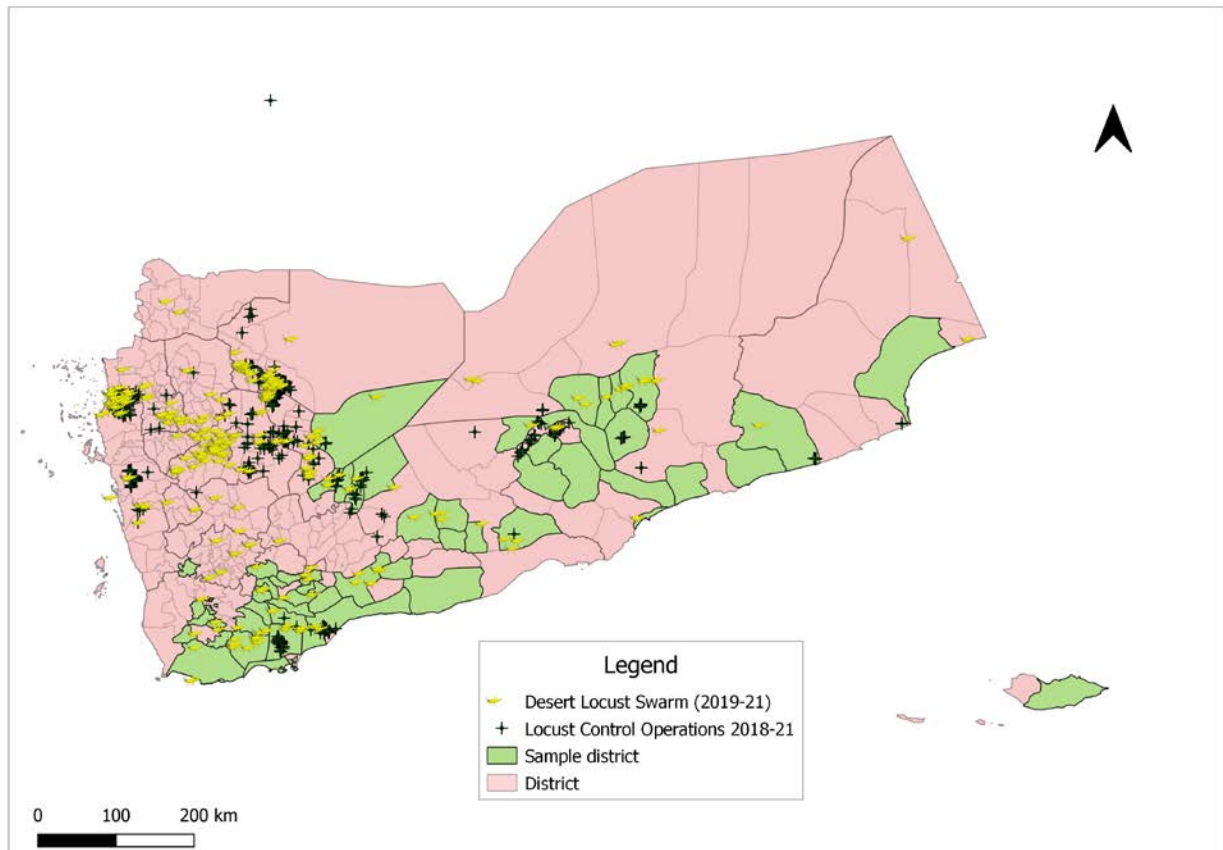 Legend
Desert Locust Swarm (2019-21)
Locust Control Operations 2018-21
Sample district
District
0 100 200 km